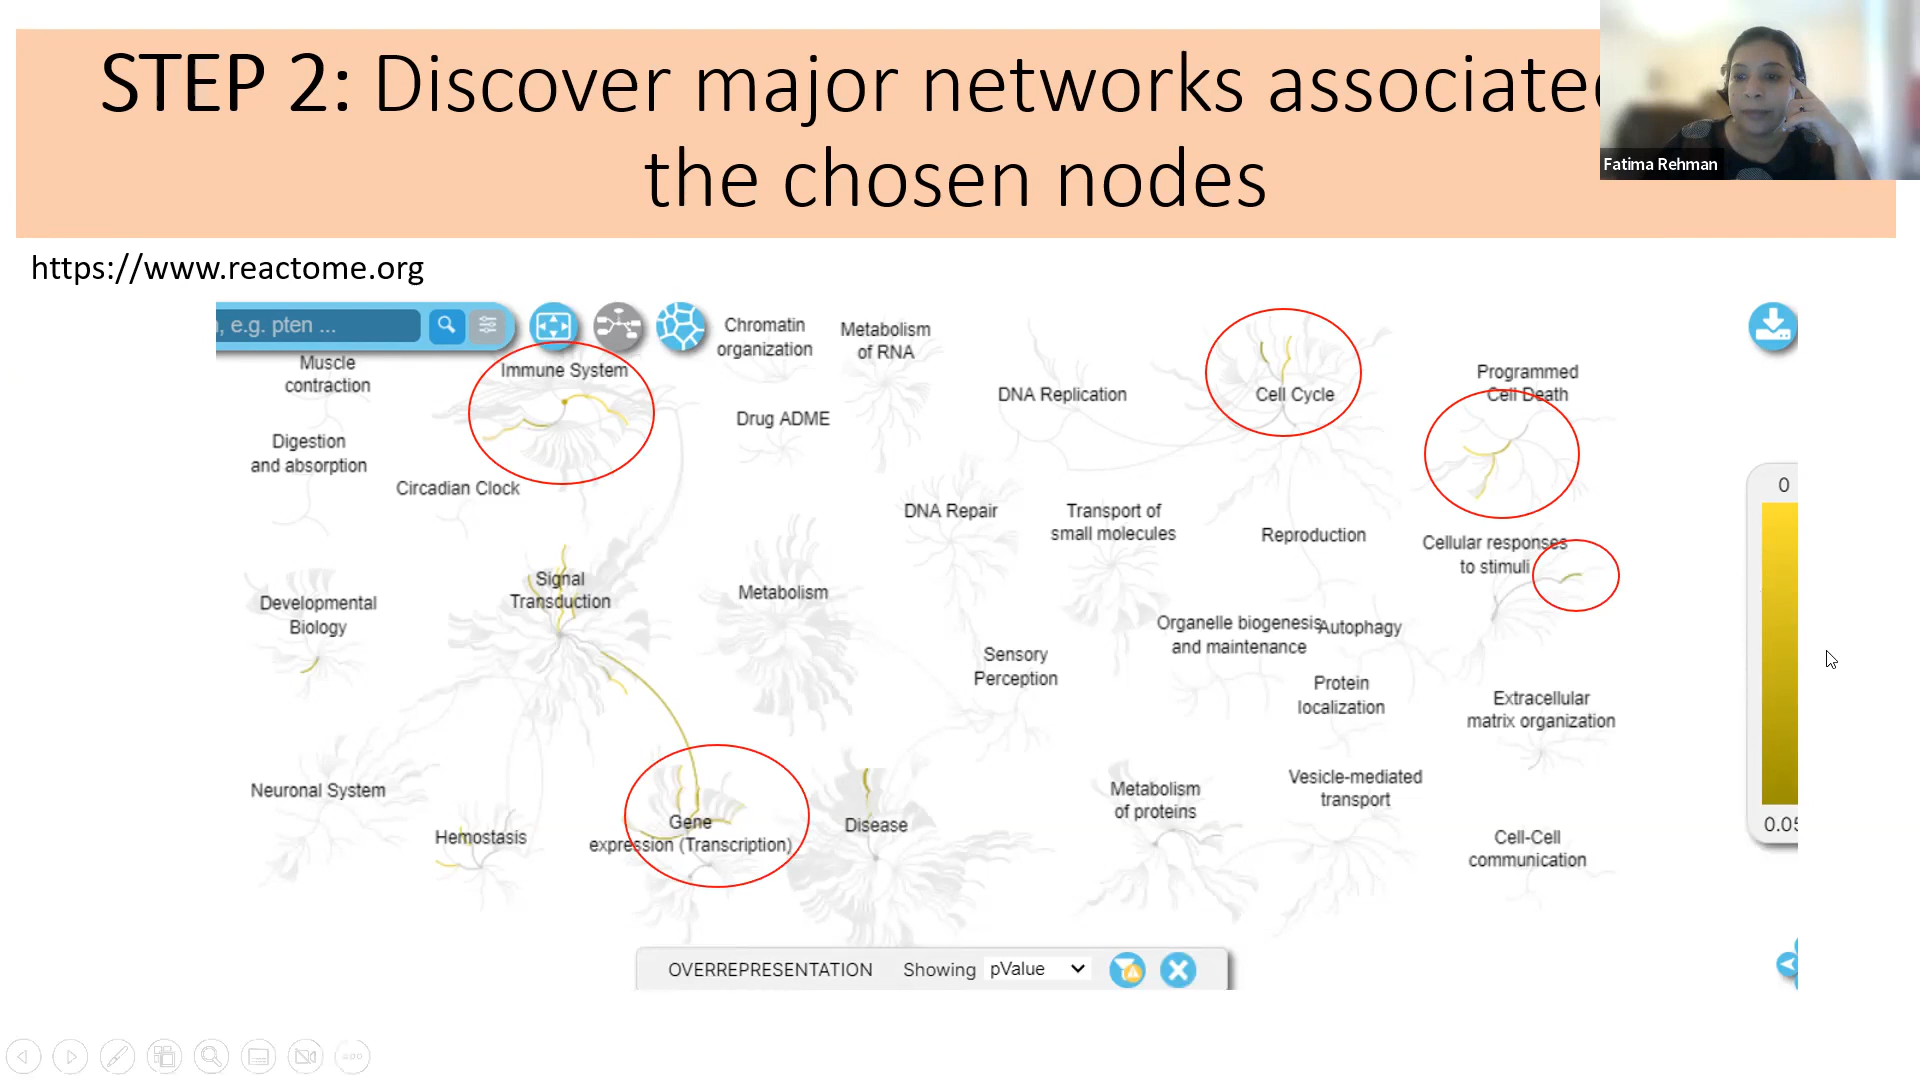 STEP 2: Discover major networks associated
the chosen nodes
Fatima Rehman
https://www.reactome.org
, e.g. pten ...
Chromatin
organization
Metabolism
of RNA
Muscle
contraction
Immune System
Programmed
Cell Death
DNA Replication
Cell Cycle
Drug ADME
Digestion
and absorption
Circadian Clock
0
DNA Repair
Transport of
small molecules
Reproduction
Cellular responses
to stimuli
Signal
Transduction
Metabolism
Developmental
Biology
Organelle biogenesis
and maintenance
Autophagy
Sensory
Perception
Protein
localization
Extracellular
matrix organization
Neuronal System
Metabolism
of proteins
Vesicle-mediated
transport
Hemostasis
Gene
expression (Transcription)
Disease
0.05
Cell-Cell
communication
OVERREPRESENTATION Showing pValue